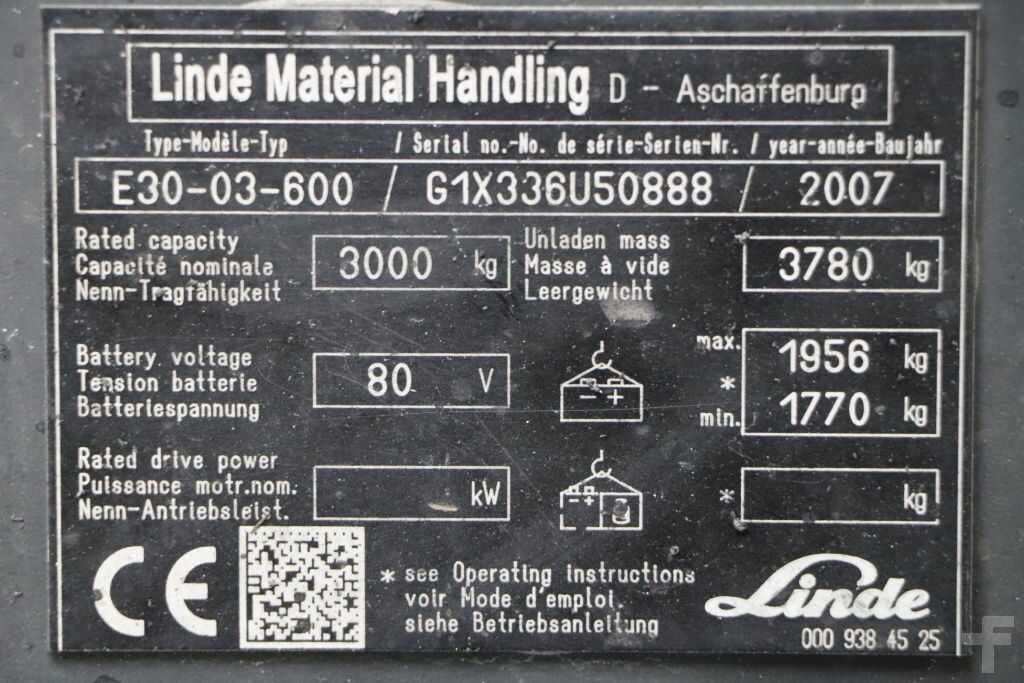 Linde Material Handling D - Aschaffenburg
Type-Modèle-Typ / Serial no.-No. de série-Serien-Nr. / year-année-Baujahr
E30-03-600 / G1X336U50888 / 2007
Rated capacity
Capacité nominale
Nenn-Tragfähigkeit
3000 kg
Unladen mass
Masse à vide
Leergewicht
3780 kg
Battery voltage
Tension batterie
Batteriespannung
80 V
- +
max. 1956 kg
*
min. 1770 kg
Rated drive power
Puissance motr.nom.
Nenn-Antriebsleist.
kW
- +
* kg
CE
* see Operating instructions
voir Mode d'emploi.
siehe Betriebsanleitung
Linde
000 938 45 25
F